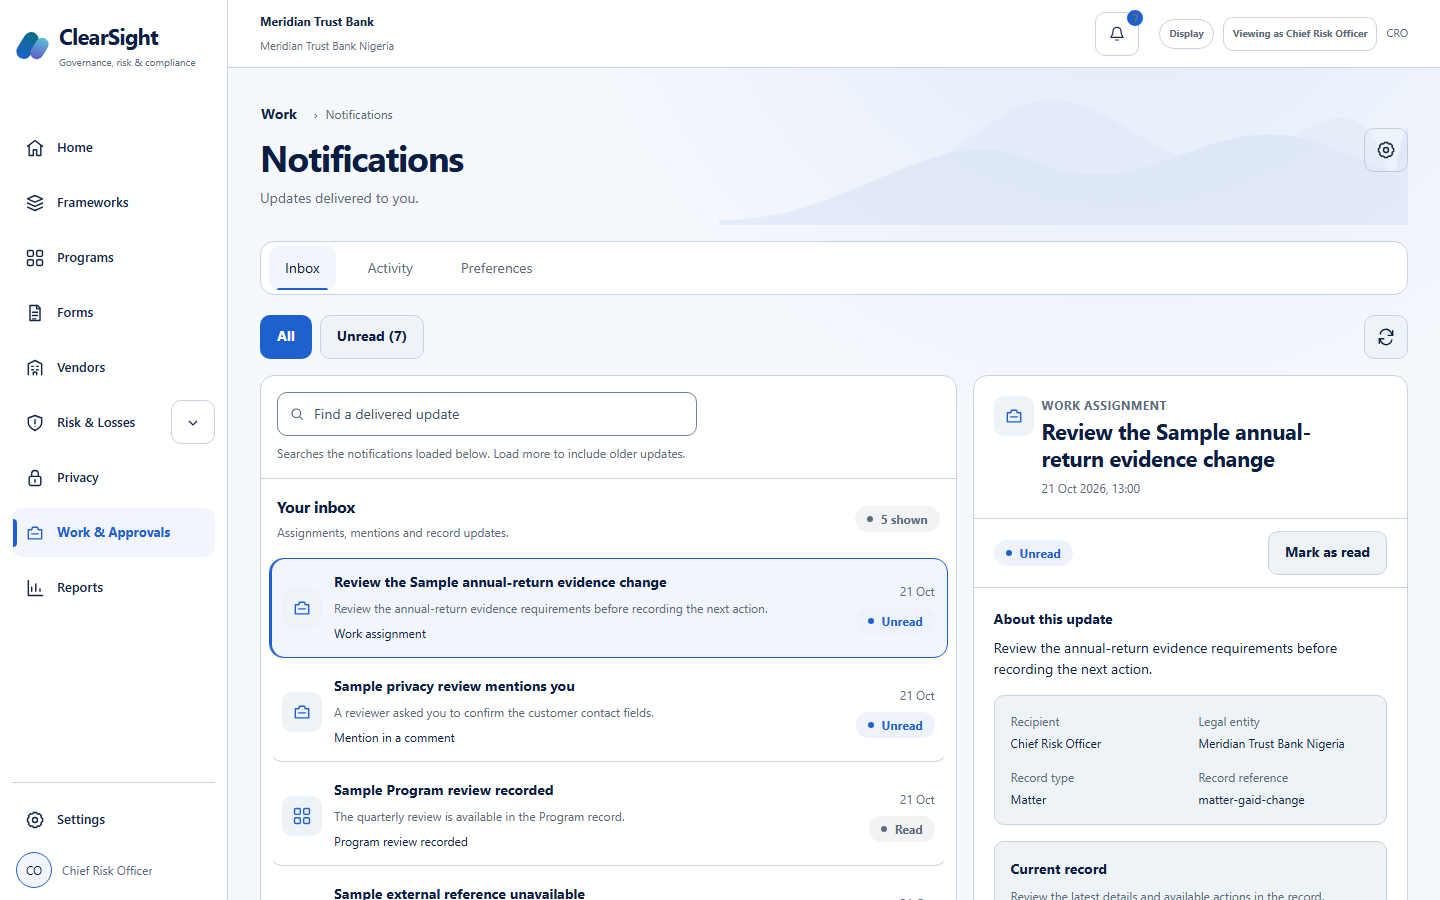 ClearSight
Governance, risk & compliance
Home
Frameworks
Programs
Forms
Vendors
Risk & Losses
Privacy
Work & Approvals
Reports
Settings
CO
Chief Risk Officer
Meridian Trust Bank
Meridian Trust Bank Nigeria
Display
Viewing as Chief Risk Officer
CRO
Work › Notifications
Notifications
Updates delivered to you.
Inbox
Activity
Preferences
All
Unread (7)
Find a delivered update
Searches the notifications loaded below. Load more to include older updates.
Your inbox
Assignments, mentions and record updates.
5 shown
Review the Sample annual-return evidence change
Review the annual-return evidence requirements before recording the next action.
Work assignment
21 Oct
Unread
Sample privacy review mentions you
A reviewer asked you to confirm the customer contact fields.
Mention in a comment
21 Oct
Unread
Sample Program review recorded
The quarterly review is available in the Program record.
Program review recorded
21 Oct
Read
Sample external reference unavailable
WORK ASSIGNMENT
Review the Sample annual-
return evidence change
21 Oct 2026, 13:00
Unread
Mark as read
About this update
Review the annual-return evidence requirements before
recording the next action.
Recipient
Chief Risk Officer
Legal entity
Meridian Trust Bank Nigeria
Record type
Matter
Record reference
matter-gaid-change
Current record
Review the latest details and available actions in the record.